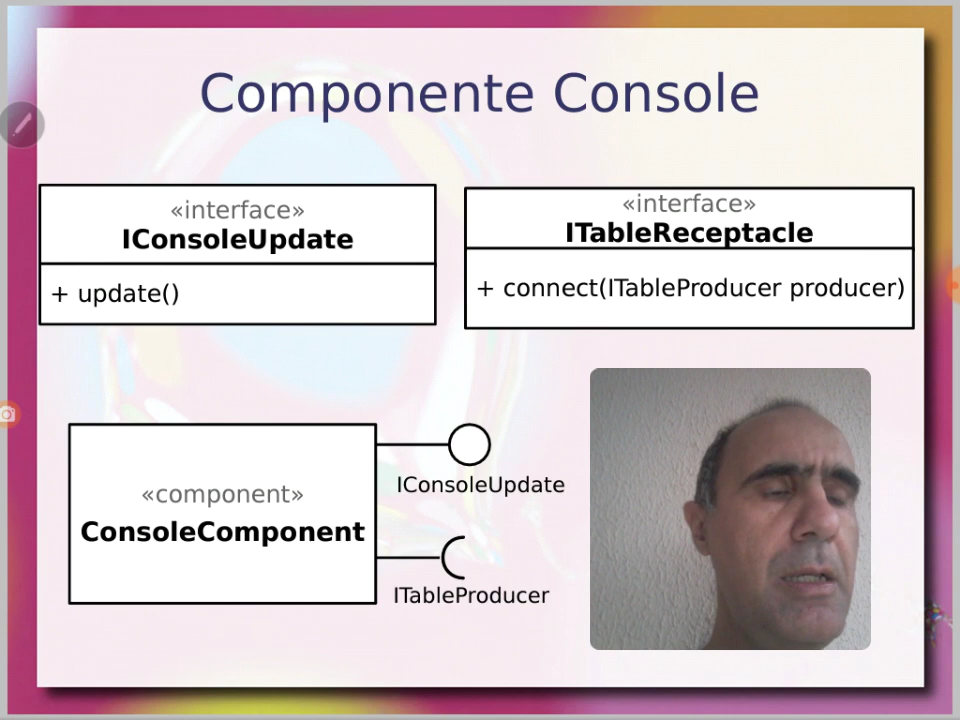 Componente Console
«interface»
IConsoleUpdate
+ update()
«interface»
ITableReceptacle
+ connect(ITableProducer producer)
«component»
ConsoleComponent
IConsoleUpdate
ITableProducer